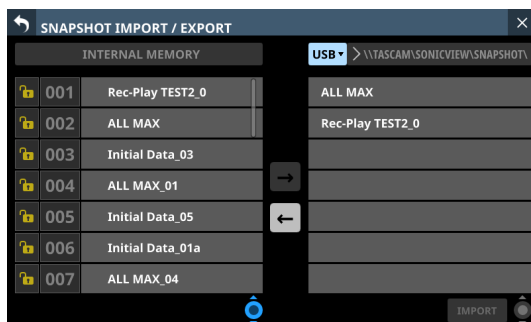 SNAPSHOT IMPORT / EXPORT
INTERNAL MEMORY
USB \\TASCAM\SONICVIEW\SNAPSHOT\
001 Rec-Play TEST2_0
002 ALL MAX
003 Initial Data_03
004 ALL MAX_01
005 Initial Data_05
006 Initial Data_01a
007 ALL MAX_04
ALL MAX
Rec-Play TEST2_0
IMPORT